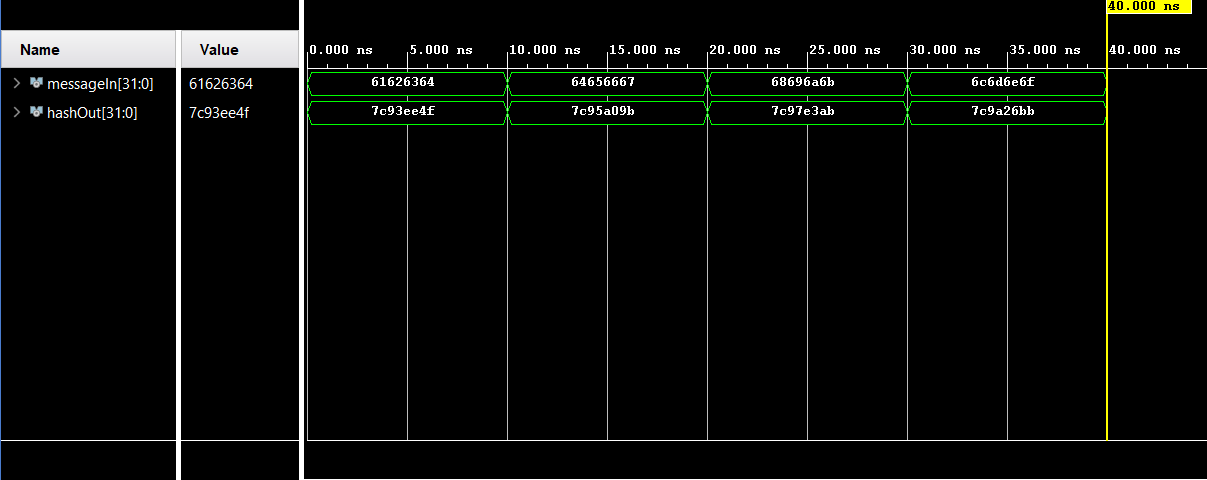 40.000 ns
Name Value 0.000 ns 5.000 ns 10.000 ns 15.000 ns 20.000 ns 25.000 ns 30.000 ns 35.000 ns 40.000 ns
messageIn[31:0] 61626364 61626364 64656667 68696a6b 6c6d6e6f
hashOut[31:0] 7c93ee4f 7c93ee4f 7c95a09b 7c97e3ab 7c9a26bb